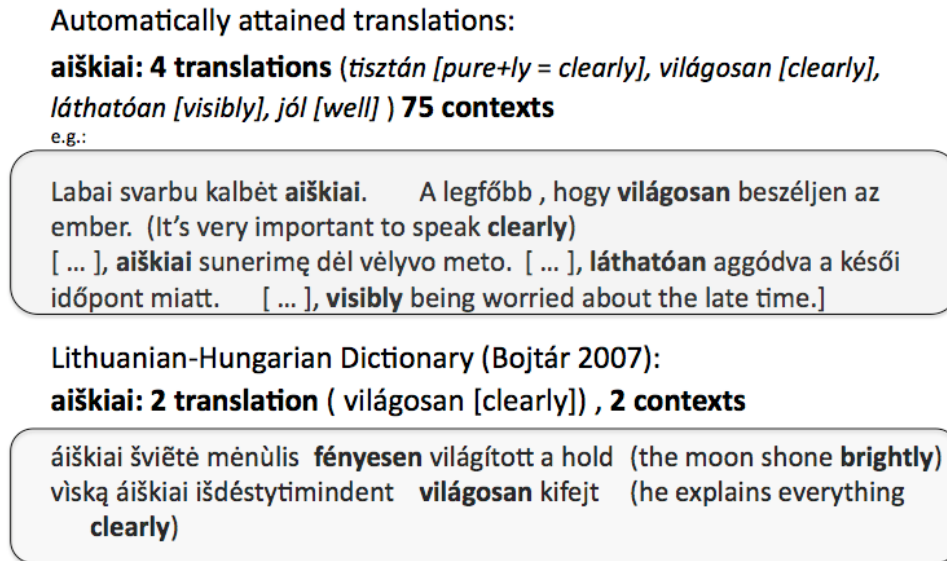 Automatically attained translations:
aiškiai: 4 translations (tisztán [pure+ly = clearly], világosan [clearly],
láthatóan [visibly], jól [well] ) 75 contexts
e.g.:
Labai svarbu kalbėt aiškiai. A legfőbb , hogy világosan beszéljen az
ember. (It's very important to speak clearly)
[ ... ], aiškiai sunerimę dėl vėlyvo meto. [ ... ], láthatóan aggódva a késői
időpont miatt. [ ... ], visibly being worried about the late time.]
Lithuanian-Hungarian Dictionary (Bojtár 2007):
aiškiai: 2 translation ( világosan [clearly]) , 2 contexts
áiškiai šviẽtė mėnùlis fényesen világított a hold (the moon shone brightly)
vìską áiškiai išdéstytimindent világosan kifejt (he explains everything
clearly)